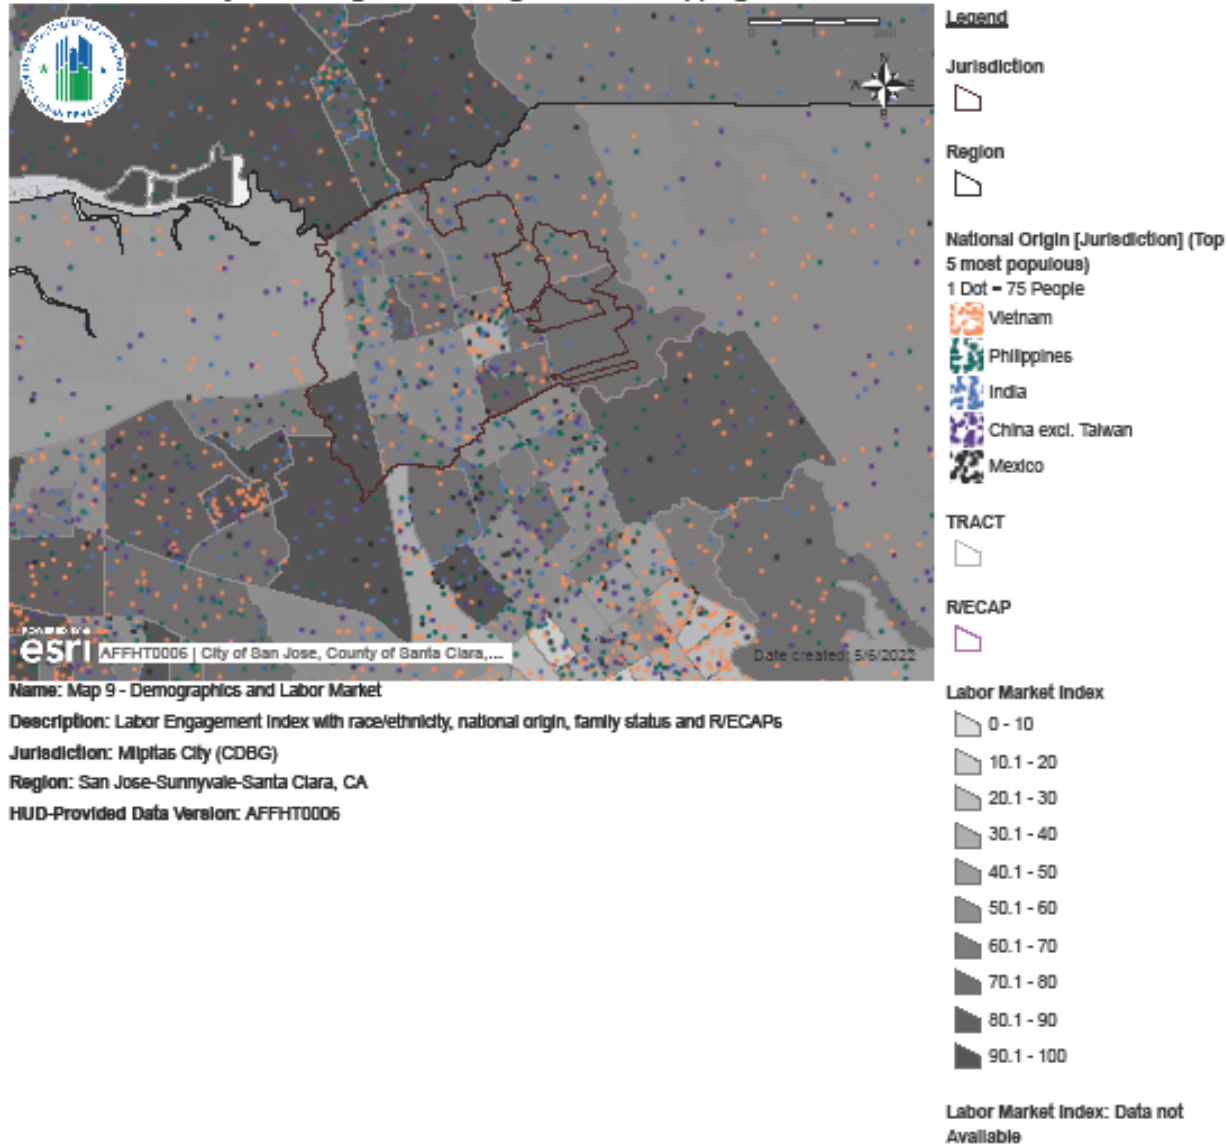 0 1 2mi
N
W E
S
POWERED BY
esri
AFFHT0006 | City of San Jose, County of Santa Clara,...
Date created: 5/6/2022
Name: Map 9 - Demographics and Labor Market
Description: Labor Engagement Index with race/ethnicity, national origin, family status and R/ECAPs
Jurisdiction: Milpitas City (CDBG)
Region: San Jose-Sunnyvale-Santa Clara, CA
HUD-Provided Data Version: AFFHT0006
Legend
Jurisdiction
Region
National Origin [Jurisdiction] (Top
5 most populous)
1 Dot = 75 People
Vietnam
Philippines
India
China excl. Taiwan
Mexico
TRACT
R/ECAP
Labor Market Index
0 - 10
10.1 - 20
20.1 - 30
30.1 - 40
40.1 - 50
50.1 - 60
60.1 - 70
70.1 - 80
80.1 - 90
90.1 - 100
Labor Market Index: Data not
Available